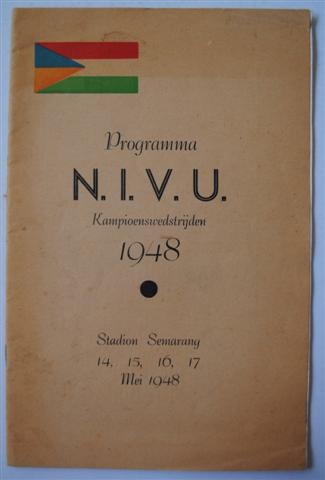 Programma
N. I. V. U.
Kampioenswedstrijden
1948
Stadion Semarang
14, 15, 16, 17
Mei 1948